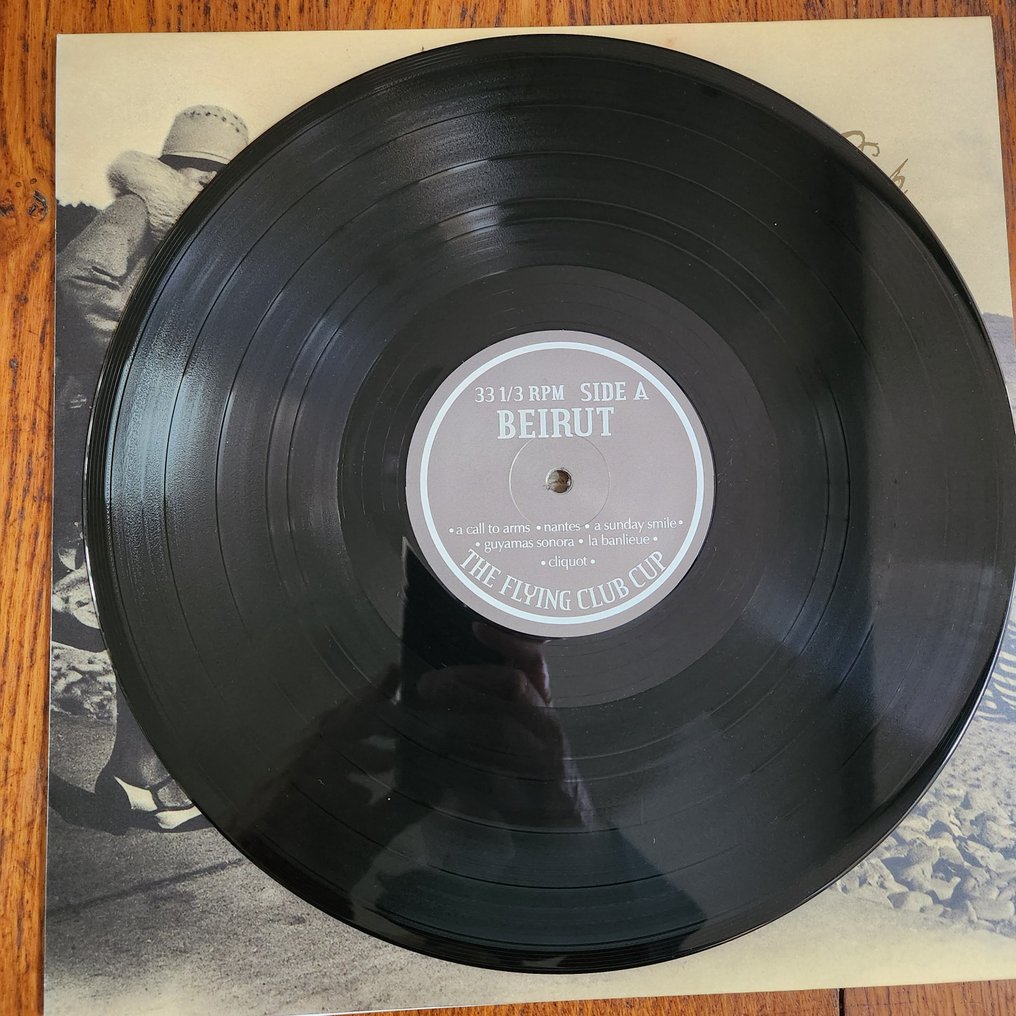 33 1/3 RPM SIDE A
BEIRUT
• a call to arms • nantes • a sunday smile •
• guyamas sonora • la banlieue •
• cliquot •
THE FLYING CLUB CUP